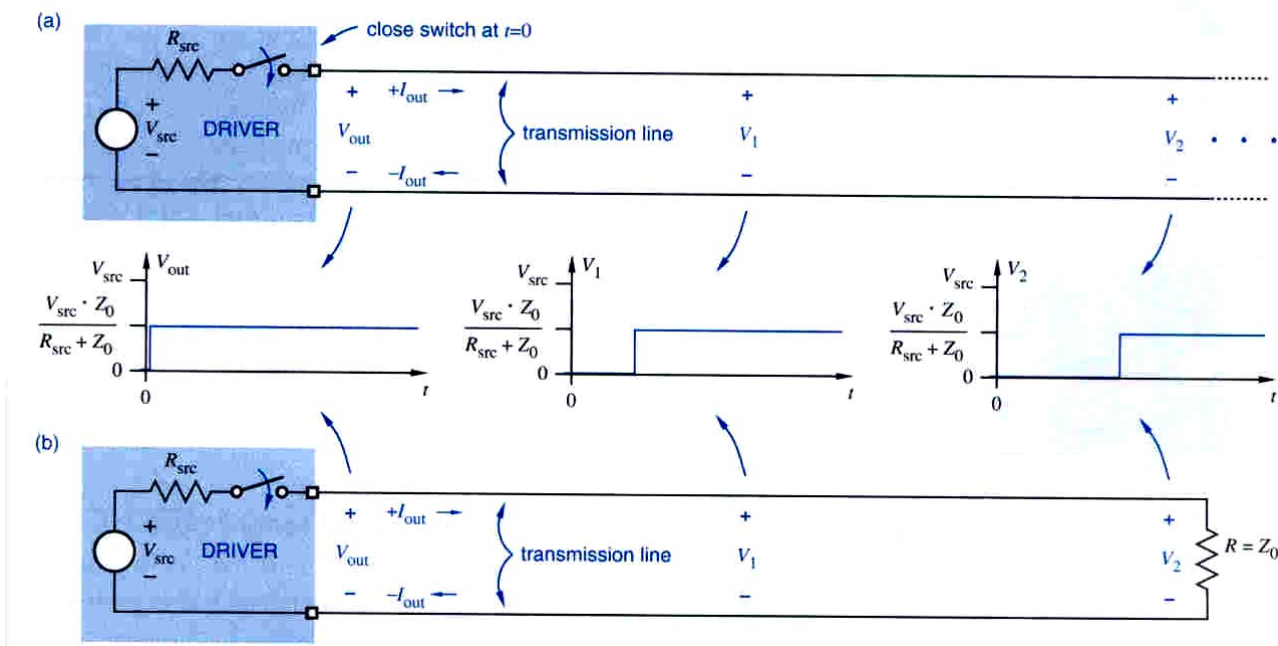 (a)
close switch at t=0
R_src
+ +I_out → + +
+ V_src − DRIVER V_out transmission line V_1 V_2 . . .
− −I_out ← − −
V_src V_out V_src V_1 V_src V_2
V_src · Z_0 V_src · Z_0 V_src · Z_0
R_src + Z_0 R_src + Z_0 R_src + Z_0
0 0 0
0 t 0 t 0 t
(b)
R_src
+ +I_out → + +
+ V_src − DRIVER V_out transmission line V_1 V_2 R = Z_0
− −I_out ← − −